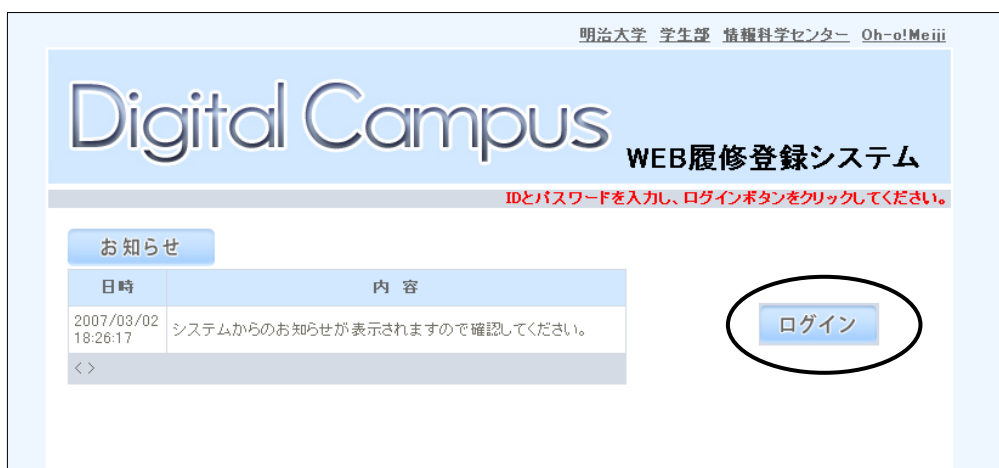 明治大学 学生部 情報科学センター Oh-o!Meiji
Digital Campus
WEB履修登録システム
IDとパスワードを入力し、ログインボタンをクリックしてください。
お知らせ
日時 内 容
2007/03/02
18:26:17
システムからのお知らせが表示されますので確認してください。
ログイン
< >